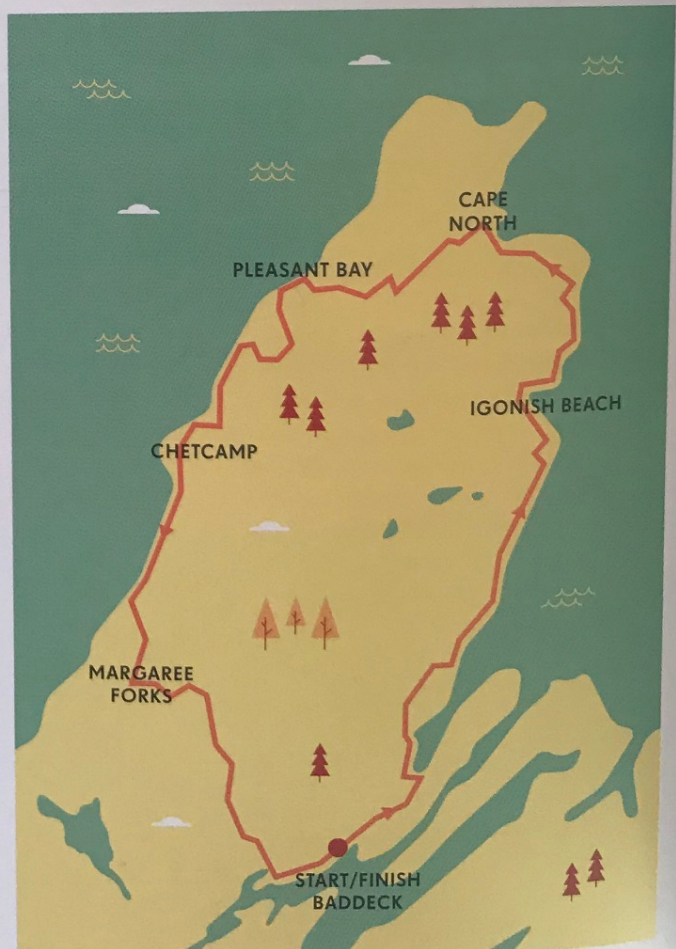 CAPE
NORTH
PLEASANT BAY
IGONISH BEACH
CHETCAMP
MARGAREE
FORKS
START/FINISH
BADDECK